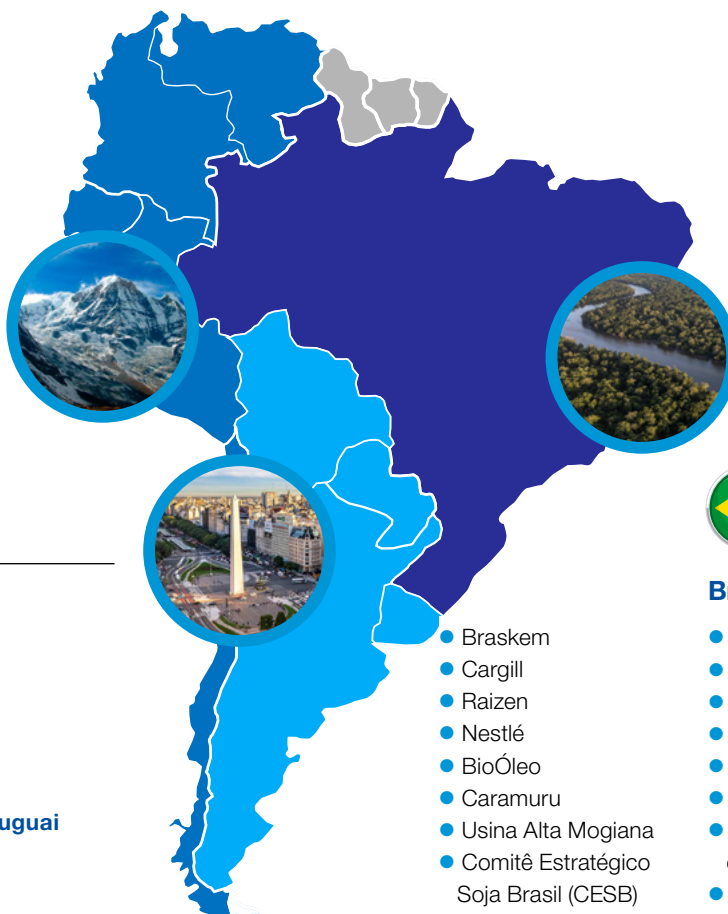 Braskem
Cargill
Raizen
Nestlé
BioÓleo
Caramuru
Usina Alta Mogiana
Comitê Estratégico
Soja Brasil (CESB)